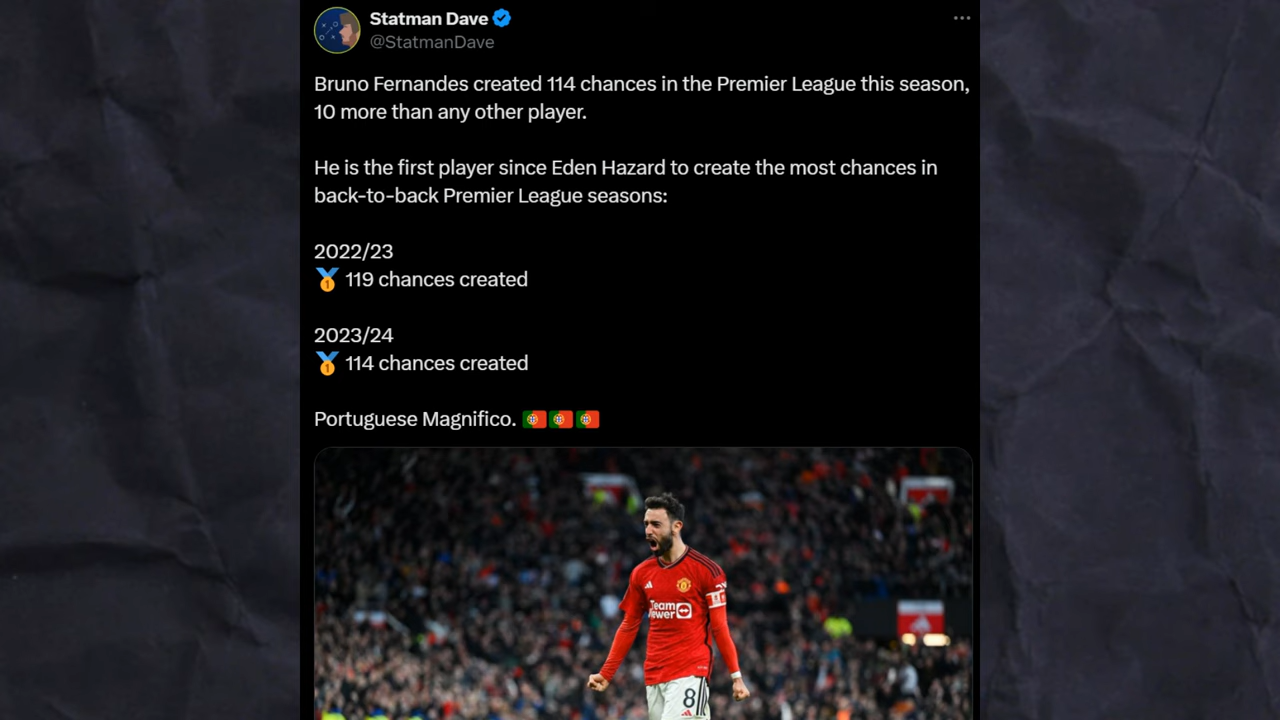 Statman Dave
@StatmanDave
Bruno Fernandes created 114 chances in the Premier League this season,
10 more than any other player.
He is the first player since Eden Hazard to create the most chances in
back-to-back Premier League seasons:
2022/23
🥇 119 chances created
2023/24
🥇 114 chances created
Portuguese Magnifico. 🇵🇹🇵🇹🇵🇹
8